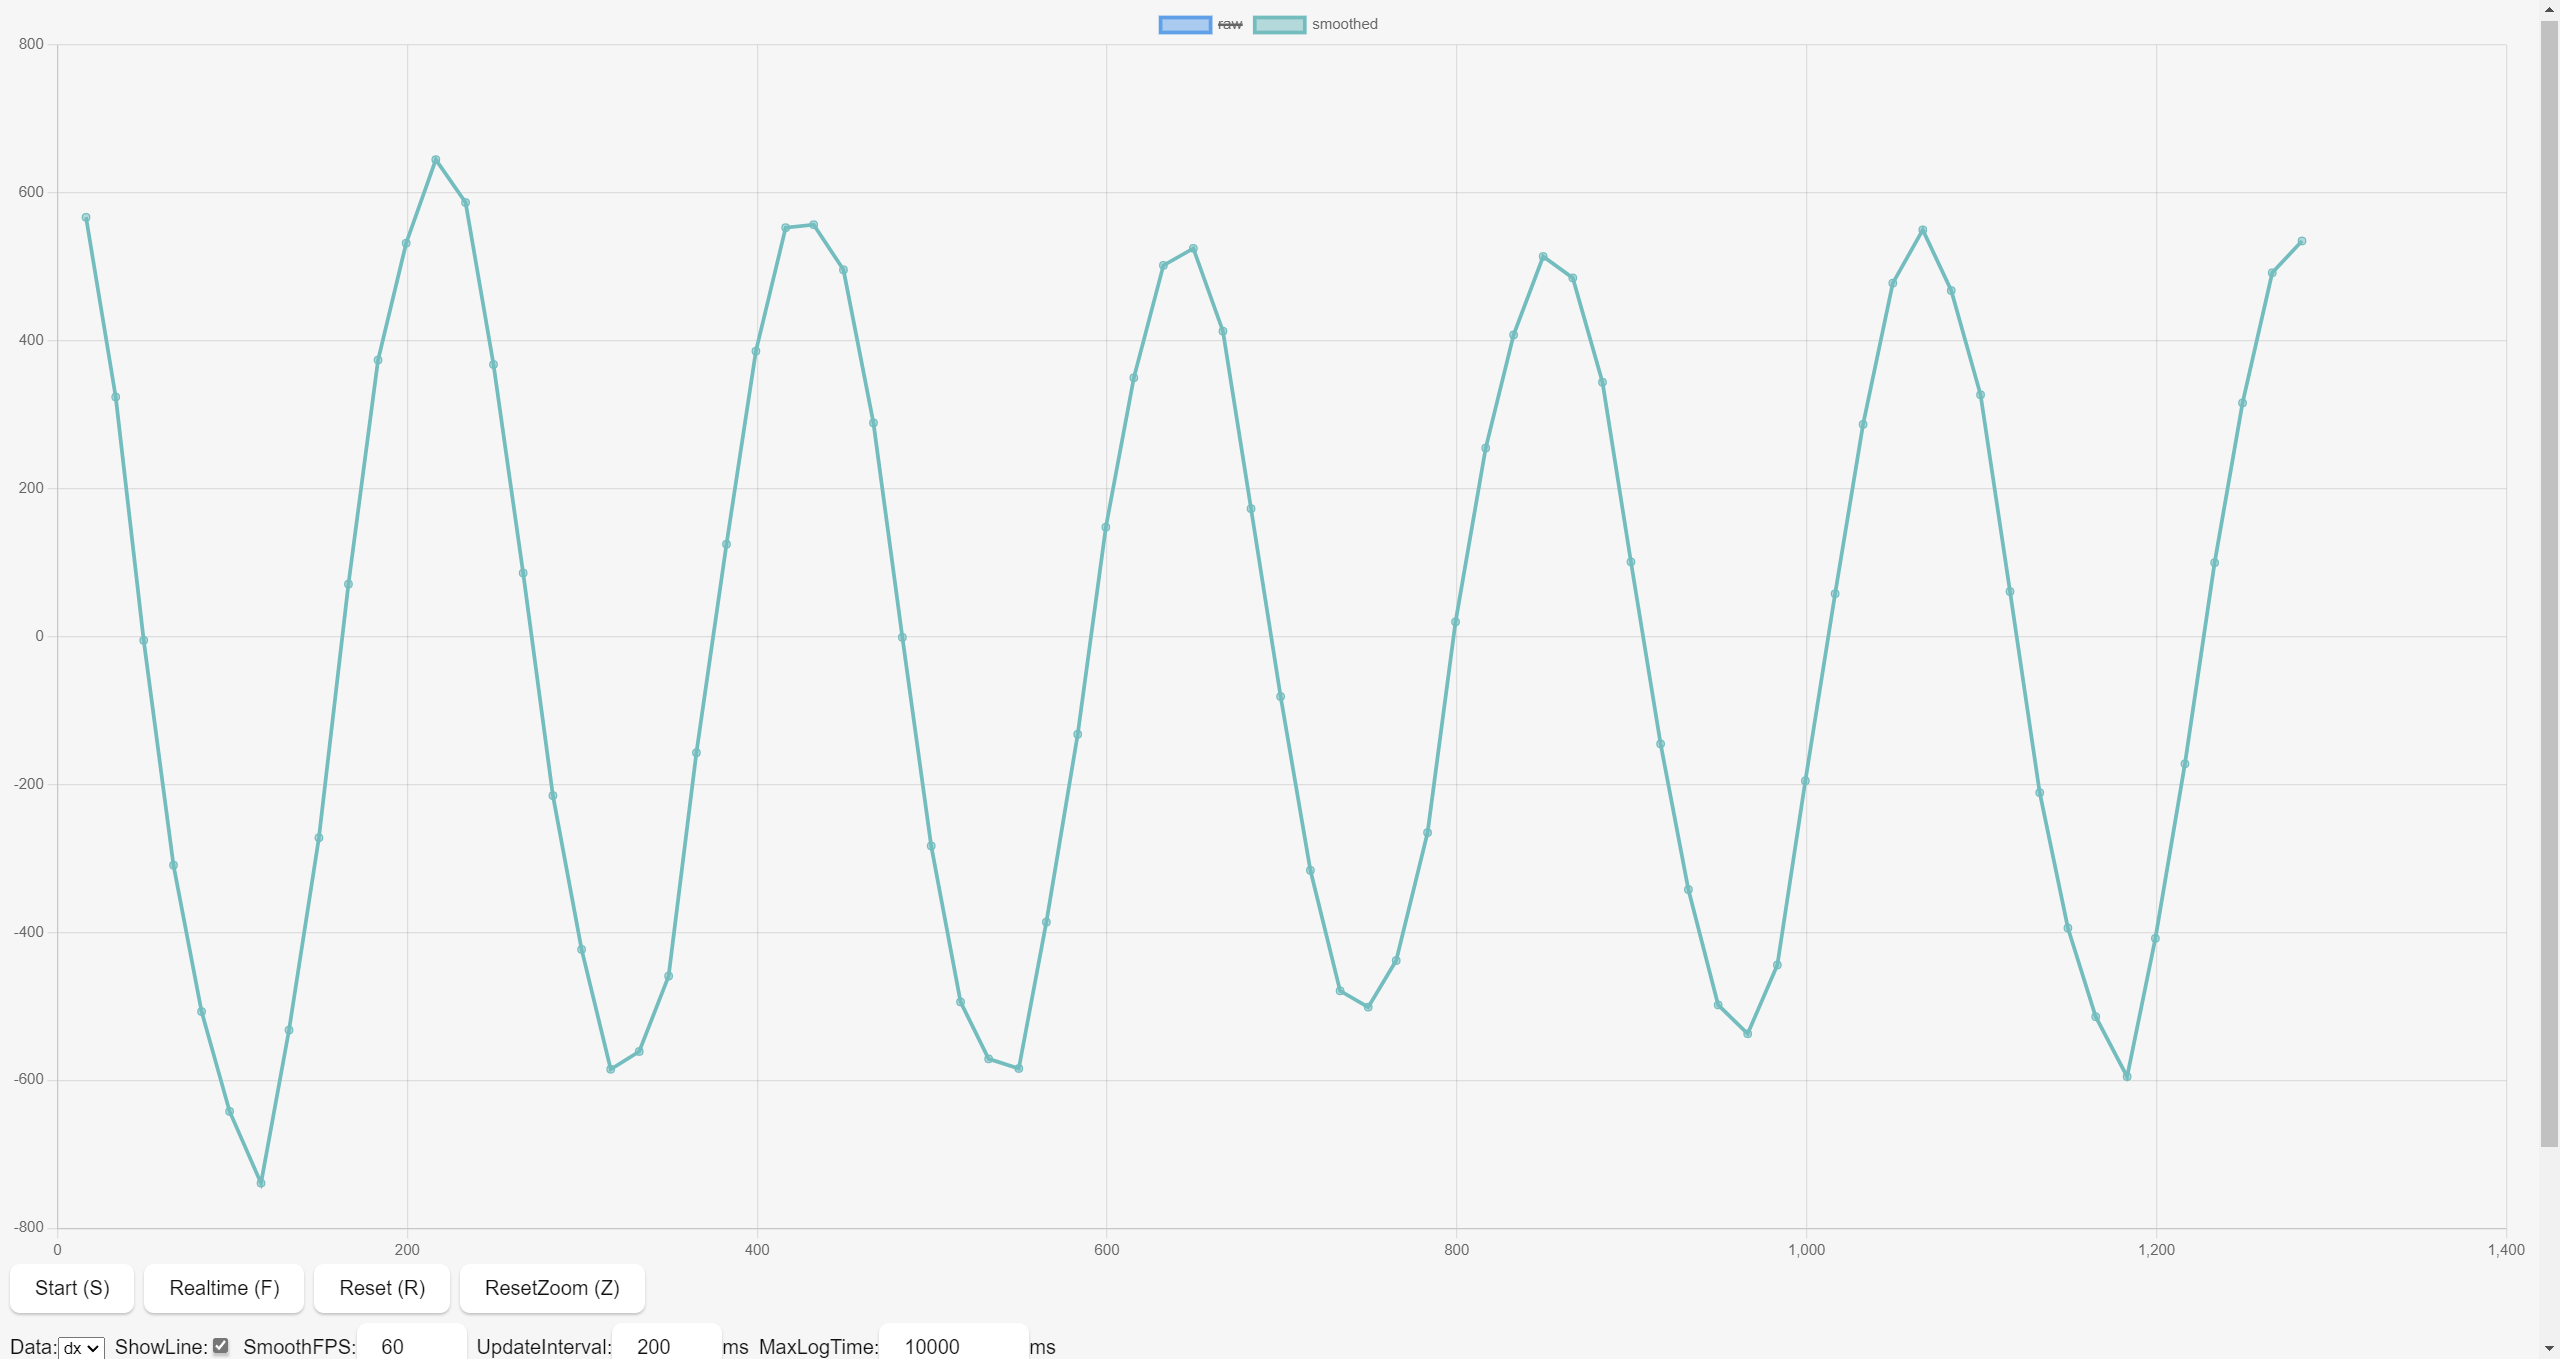 raw smoothed
800
600
400
200
0
-200
-400
-600
-800
0 200 400 600 800 1,000 1,200 1,400
Start (S) Realtime (F) Reset (R) ResetZoom (Z)
Data: dx ShowLine: SmoothFPS: 60 UpdateInterval: 200 ms MaxLogTime: 10000 ms